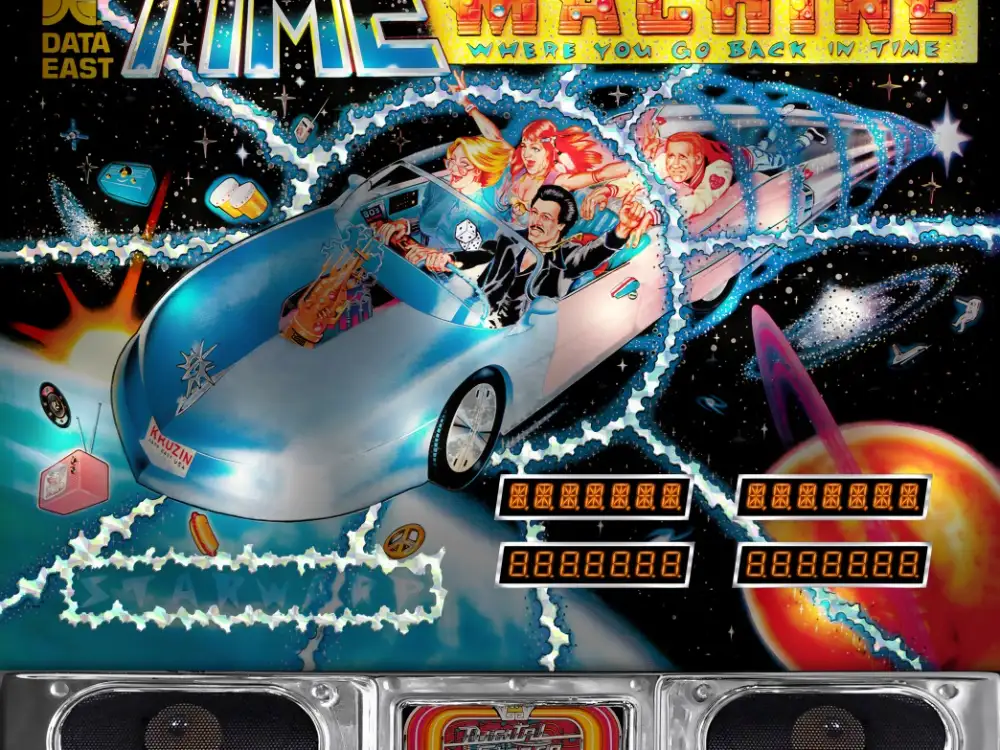 DATA
EAST
TIME
MACHINE
WHERE YOU GO BACK IN TIME
KRUZIN
STARWARP